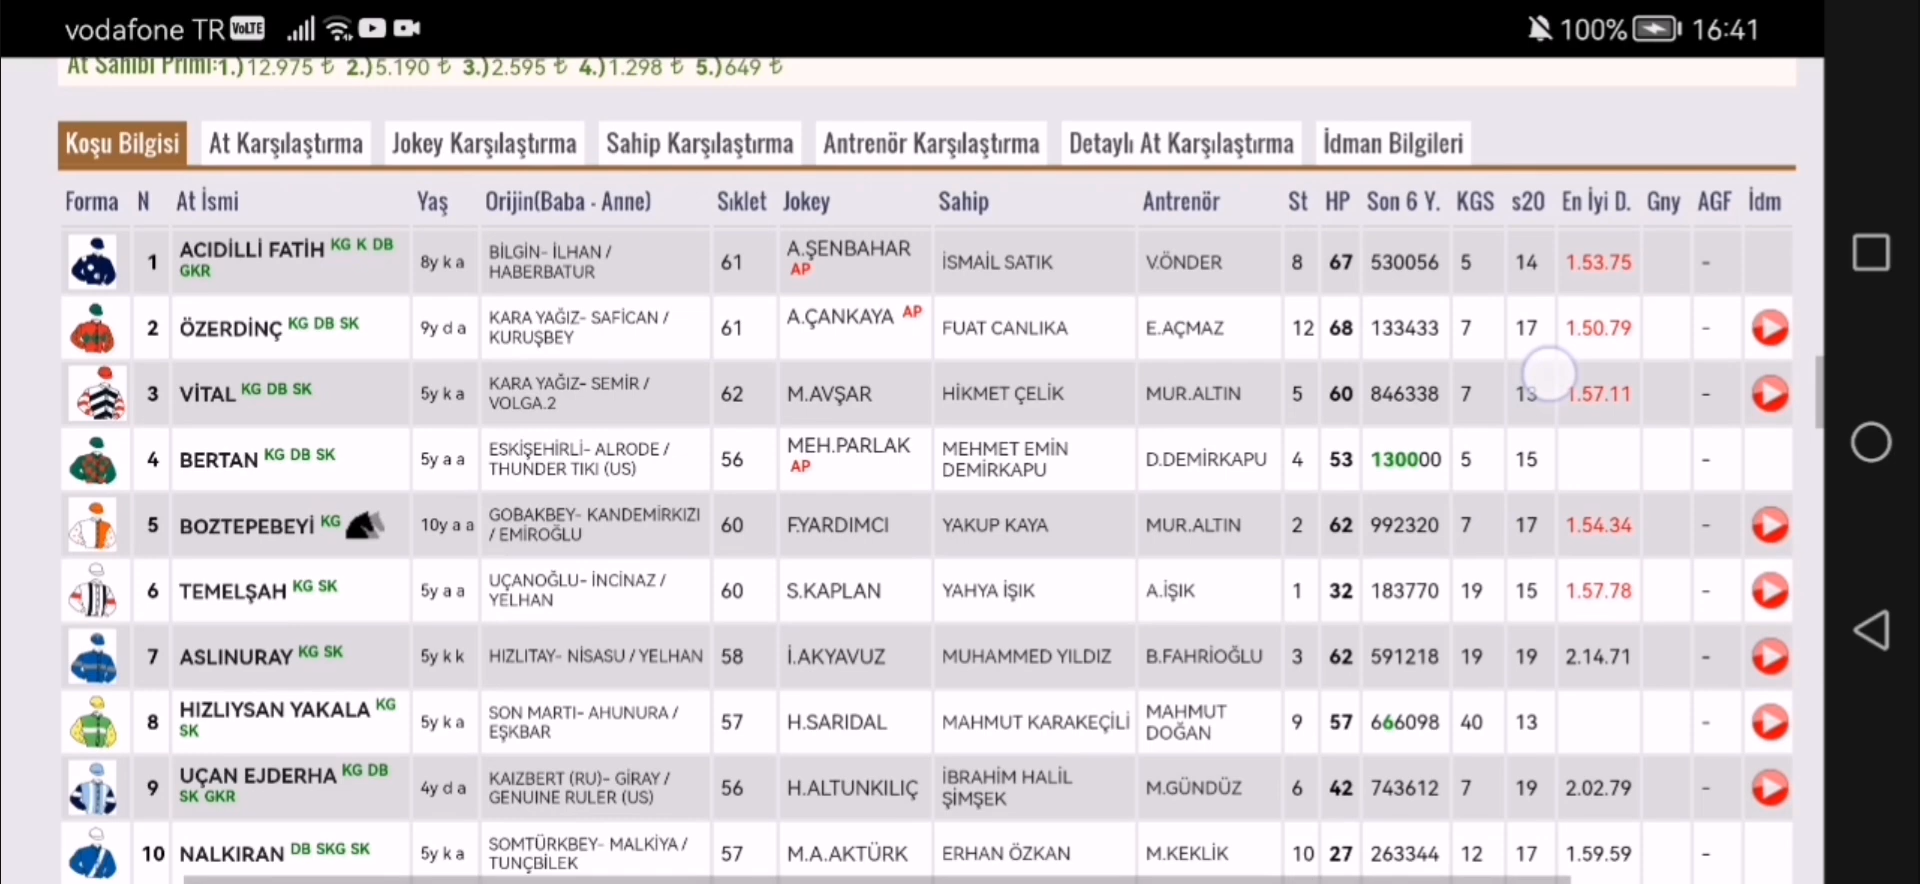 vodafone TR VoLTE 100% 16:41
At Sahibi Primi:1.)12.975 ₺ 2.)5.190 ₺ 3.)2.595 ₺ 4.)1.298 ₺ 5.)649 ₺
Koşu Bilgisi At Karşılaştırma Jokey Karşılaştırma Sahip Karşılaştırma Antrenör Karşılaştırma Detaylı At Karşılaştırma İdman Bilgileri
Forma N At İsmi Yaş Orijin(Baba - Anne) Sıklet Jokey Sahip Antrenör St HP Son 6 Y. KGS s20 En İyi D. Gny AGF İdm
1 ACIDİLLİ FATİH KG K DB GKR 8y k a BİLGİN- İLHAN / HABERBATUR 61 A.ŞENBAHAR AP İSMAİL SATIK V.ÖNDER 8 67 530056 5 14 1.53.75 -
2 ÖZERDİNÇ KG DB SK 9y d a KARA YAĞIZ- SAFİCAN / KURUŞBEY 61 A.ÇANKAYA AP FUAT CANLIKA E.AÇMAZ 12 68 133433 7 17 1.50.79 -
3 VİTAL KG DB SK 5y k a KARA YAĞIZ- SEMİR / VOLGA.2 62 M.AVŞAR HİKMET ÇELİK MUR.ALTIN 5 60 846338 7 13 1.57.11 -
4 BERTAN KG DB SK 5y a a ESKİŞEHİRLİ- ALRODE / THUNDER TIKI (US) 56 MEH.PARLAK AP MEHMET EMİN DEMİRKAPU D.DEMİRKAPU 4 53 130000 5 15 -
5 BOZTEPEBEYİ KG 10y a a GOBAKBEY- KANDEMİRKIZI / EMİROĞLU 60 F.YARDIMCI YAKUP KAYA MUR.ALTIN 2 62 992320 7 17 1.54.34 -
6 TEMELŞAH KG SK 5y a a UÇANOĞLU- İNCİNAZ / YELHAN 60 S.KAPLAN YAHYA IŞIK A.IŞIK 1 32 183770 19 15 1.57.78 -
7 ASLINURAY KG SK 5y k k HIZLITAY- NİSASU / YELHAN 58 İ.AKYAVUZ MUHAMMED YILDIZ B.FAHRİOĞLU 3 62 591218 19 19 2.14.71 -
8 HIZLIYSAN YAKALA KG SK 5y k a SON MARTI- AHUNURA / EŞKBAR 57 H.SARIDAL MAHMUT KARAKEÇİLİ MAHMUT DOĞAN 9 57 666098 40 13 -
9 UÇAN EJDERHA KG DB SK GKR 4y d a KAIZBERT (RU)- GİRAY / GENUINE RULER (US) 56 H.ALTUNKILIÇ İBRAHİM HALİL ŞİMŞEK M.GÜNDÜZ 6 42 743612 7 19 2.02.79 -
10 NALKIRAN DB SKG SK 5y k a SOMTÜRKBEY- MALKİYA / TUNÇBİLEK 57 M.A.AKTÜRK ERHAN ÖZKAN M.KEKLİK 10 27 263344 12 17 1.59.59 -